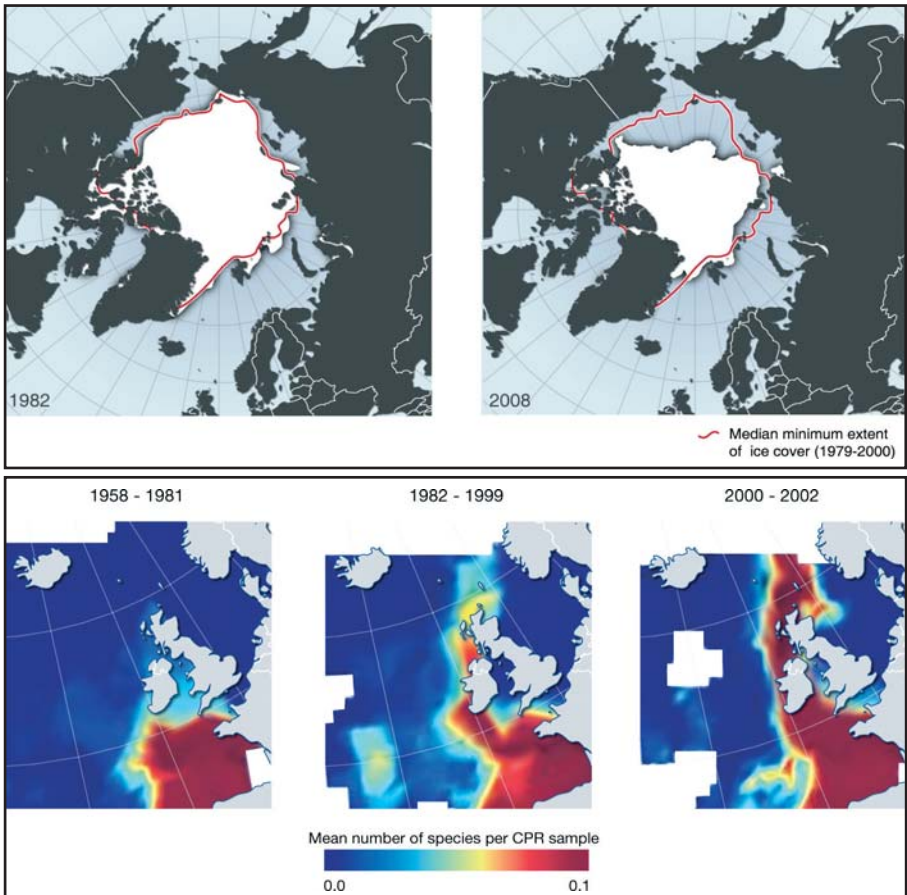 1982
2008
Median minimum extent
of ice cover (1979-2000)
1958 - 1981
1982 - 1999
2000 - 2002
Mean number of species per CPR sample
0.0
0.1